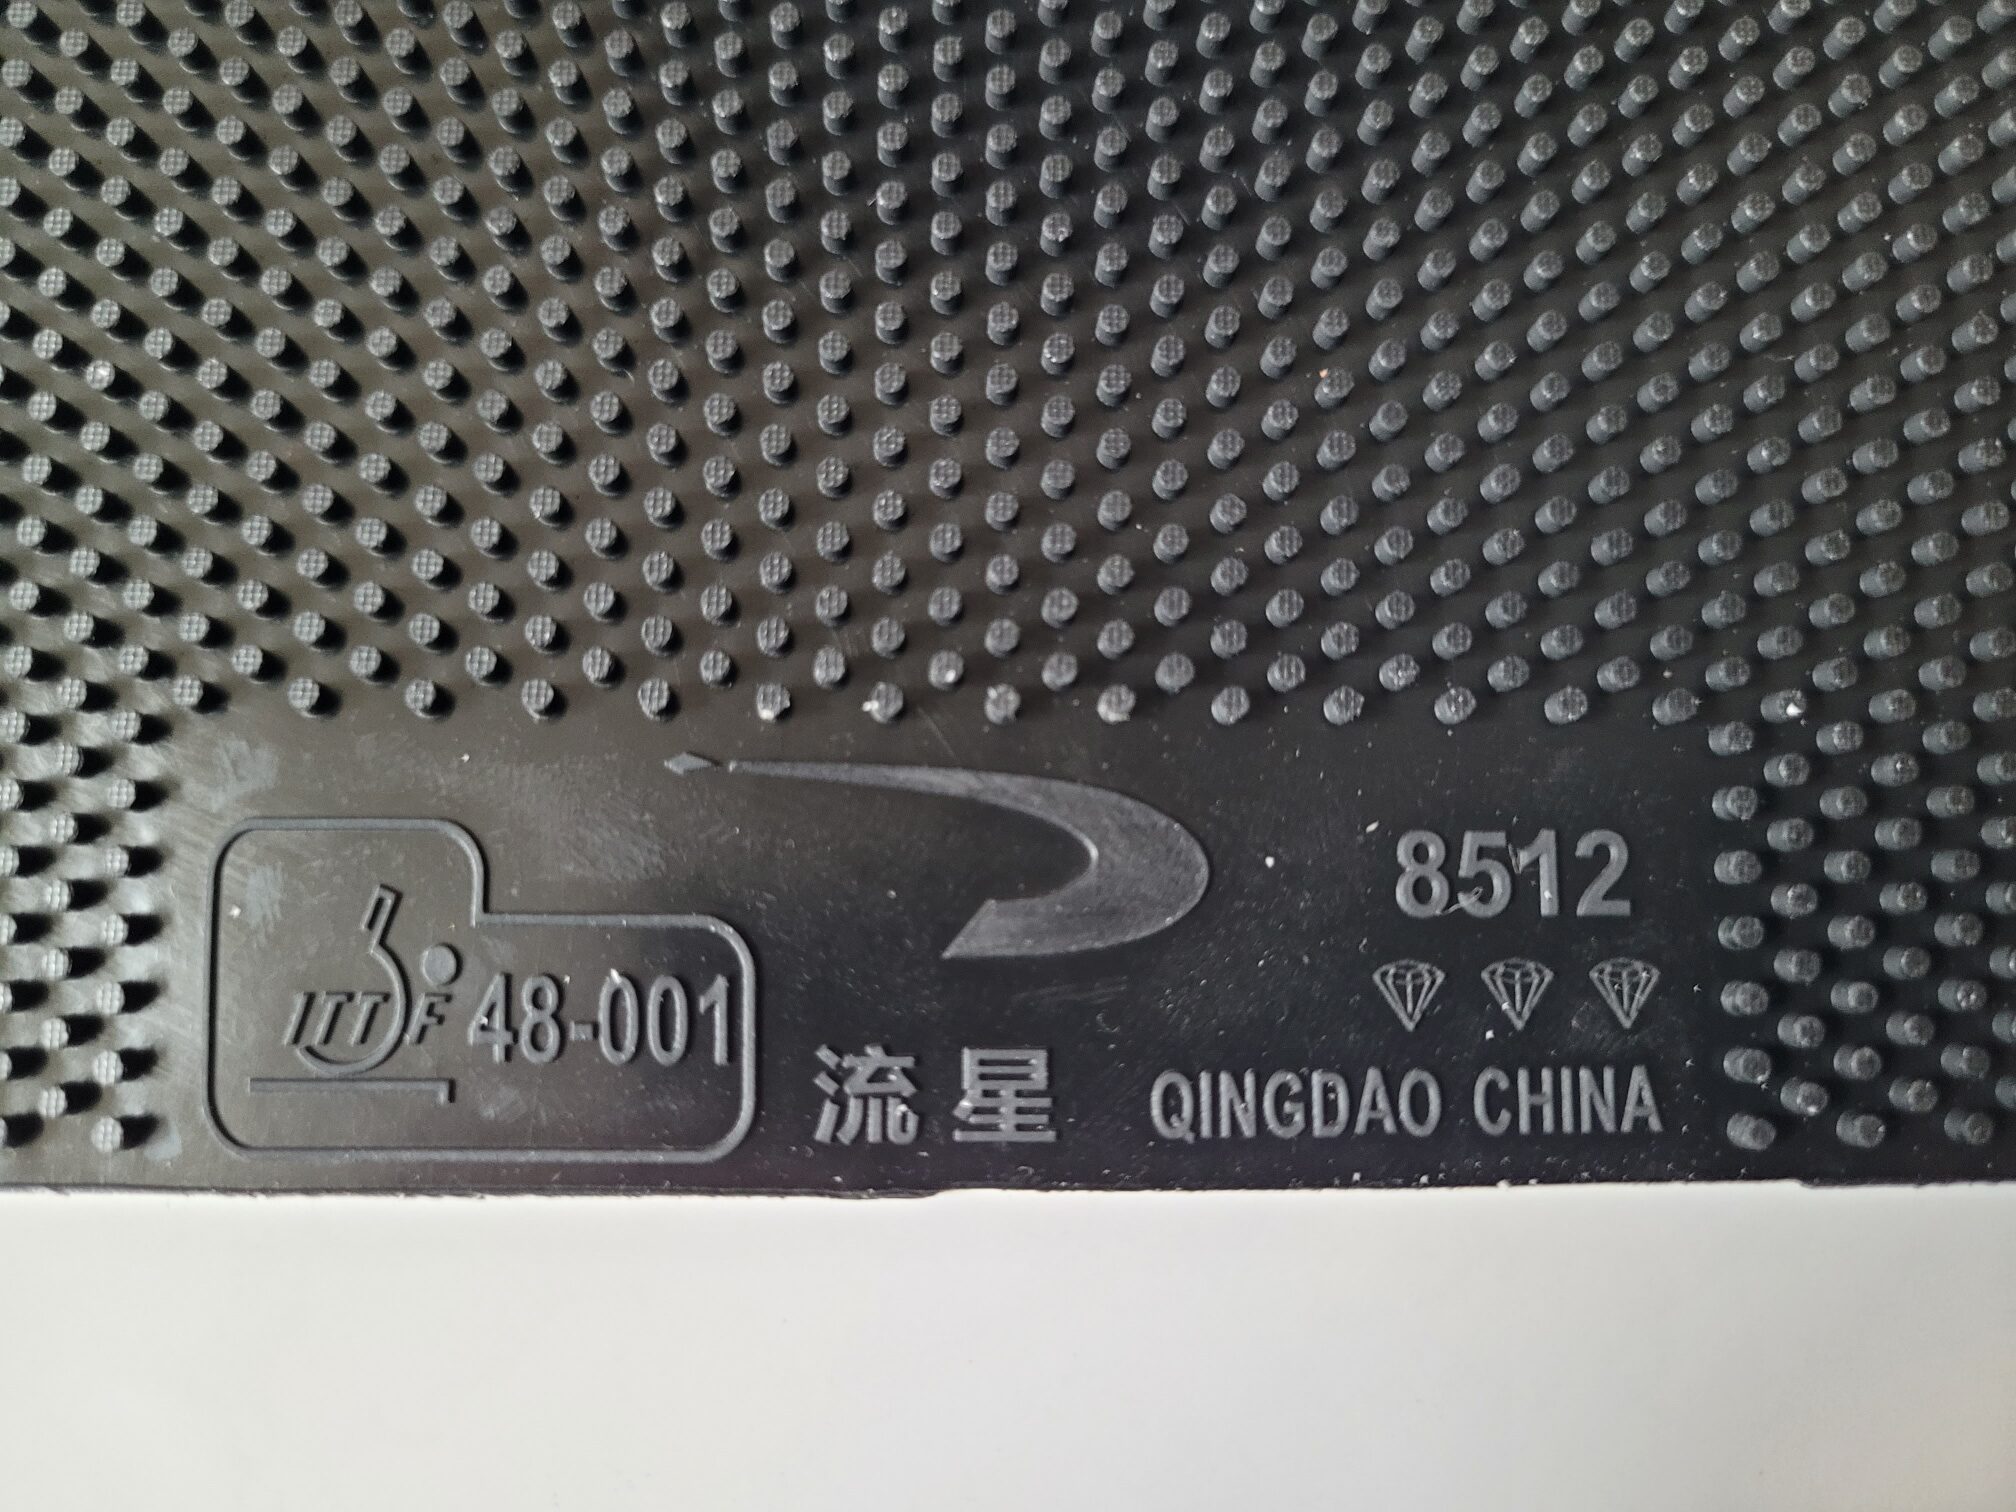 8512
ITTF 48-001
流星 QINGDAO CHINA